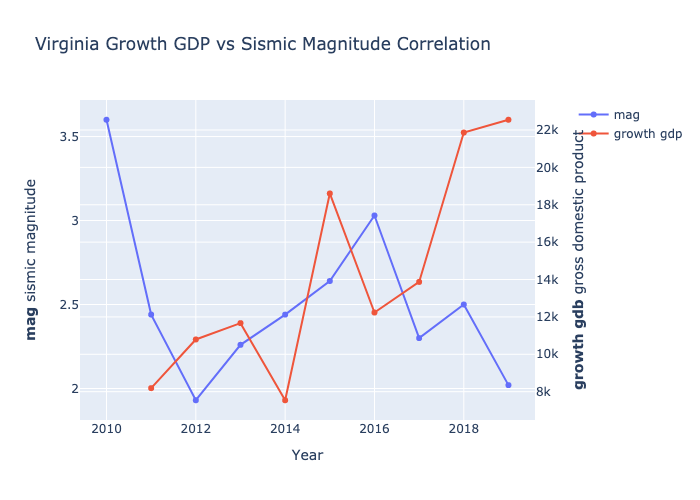 Virginia Growth GDP vs Sismic Magnitude Correlation
mag
growth gdp
3.5
3
2.5
2
mag sismic magnitude
22k
20k
18k
16k
14k
12k
10k
8k
growth gdb gross domestic product
2010 2012 2014 2016 2018
Year